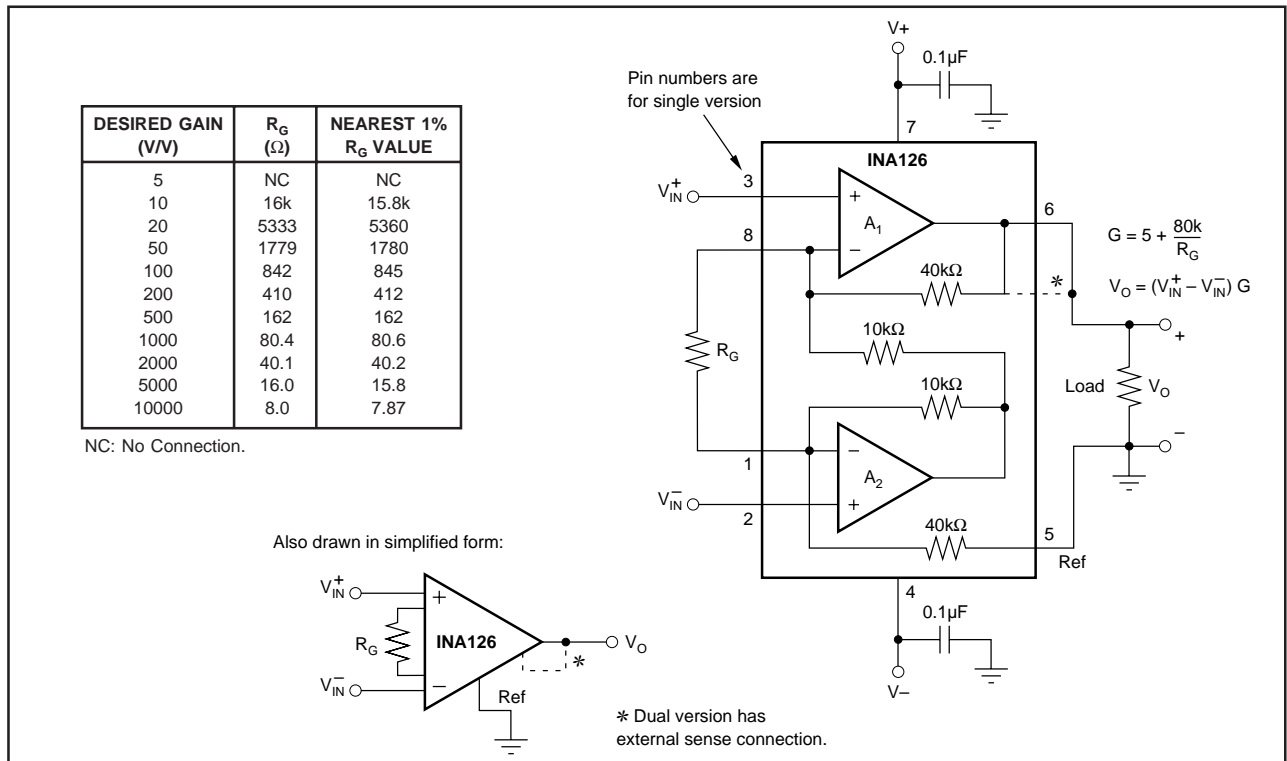 DESIRED GAIN (V/V) R_G (Ω) NEAREST 1% R_G VALUE
5 NC NC
10 16k 15.8k
20 5333 5360
50 1779 1780
100 842 845
200 410 412
500 162 162
1000 80.4 80.6
2000 40.1 40.2
5000 16.0 15.8
10000 8.0 7.87
NC: No Connection.
Pin numbers are
for single version
V+
0.1µF
7
INA126
V_IN^+
3
+
A_1
–
8
6
40kΩ
*
10kΩ
R_G
10kΩ
1
–
A_2
+
V_IN^–
2
40kΩ
5
Ref
4
0.1µF
V–
G = 5 + 80k / R_G
V_O = (V_IN^+ – V_IN^–) G
+
Load
V_O
–
Also drawn in simplified form:
V_IN^+
+
R_G
INA126
V_O
*
V_IN^–
–
Ref
* Dual version has
external sense connection.